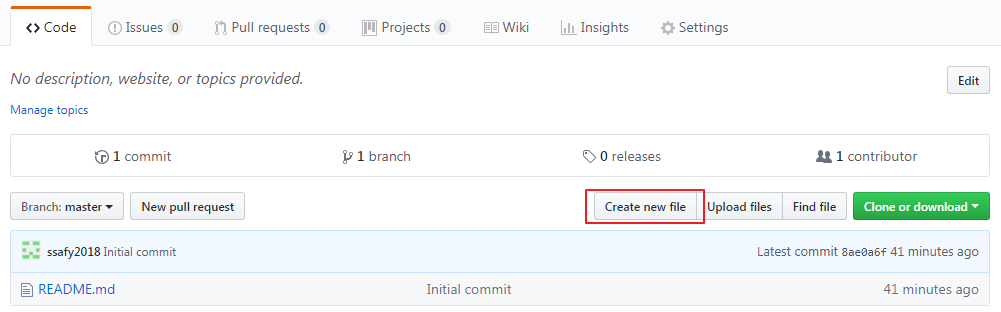 Code Issues 0 Pull requests 0 Projects 0 Wiki Insights Settings
No description, website, or topics provided. Edit
Manage topics
1 commit 1 branch 0 releases 1 contributor
Branch: master New pull request Create new file Upload files Find file Clone or download
ssafy2018 Initial commit Latest commit 8ae0a6f 41 minutes ago
README.md Initial commit 41 minutes ago